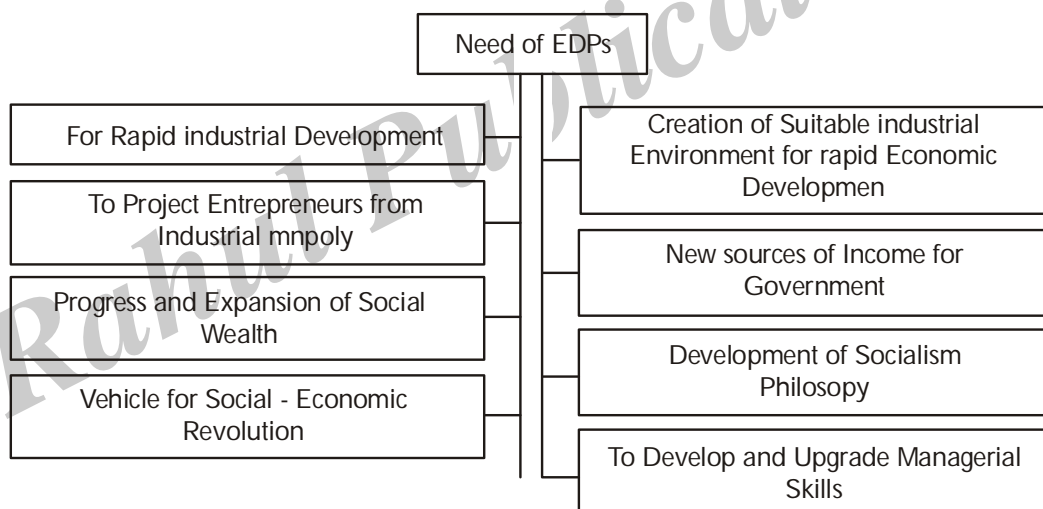 Need of EDPs
For Rapid industrial Development
To Project Entrepreneurs from
Industrial mnpoly
Progress and Expansion of Social
Wealth
Vehicle for Social - Economic
Revolution
Creation of Suitable industrial
Environment for rapid Economic
Developmen
New sources of Income for
Government
Development of Socialism
Philosopy
To Develop and Upgrade Managerial
Skills
Rahul Publicat